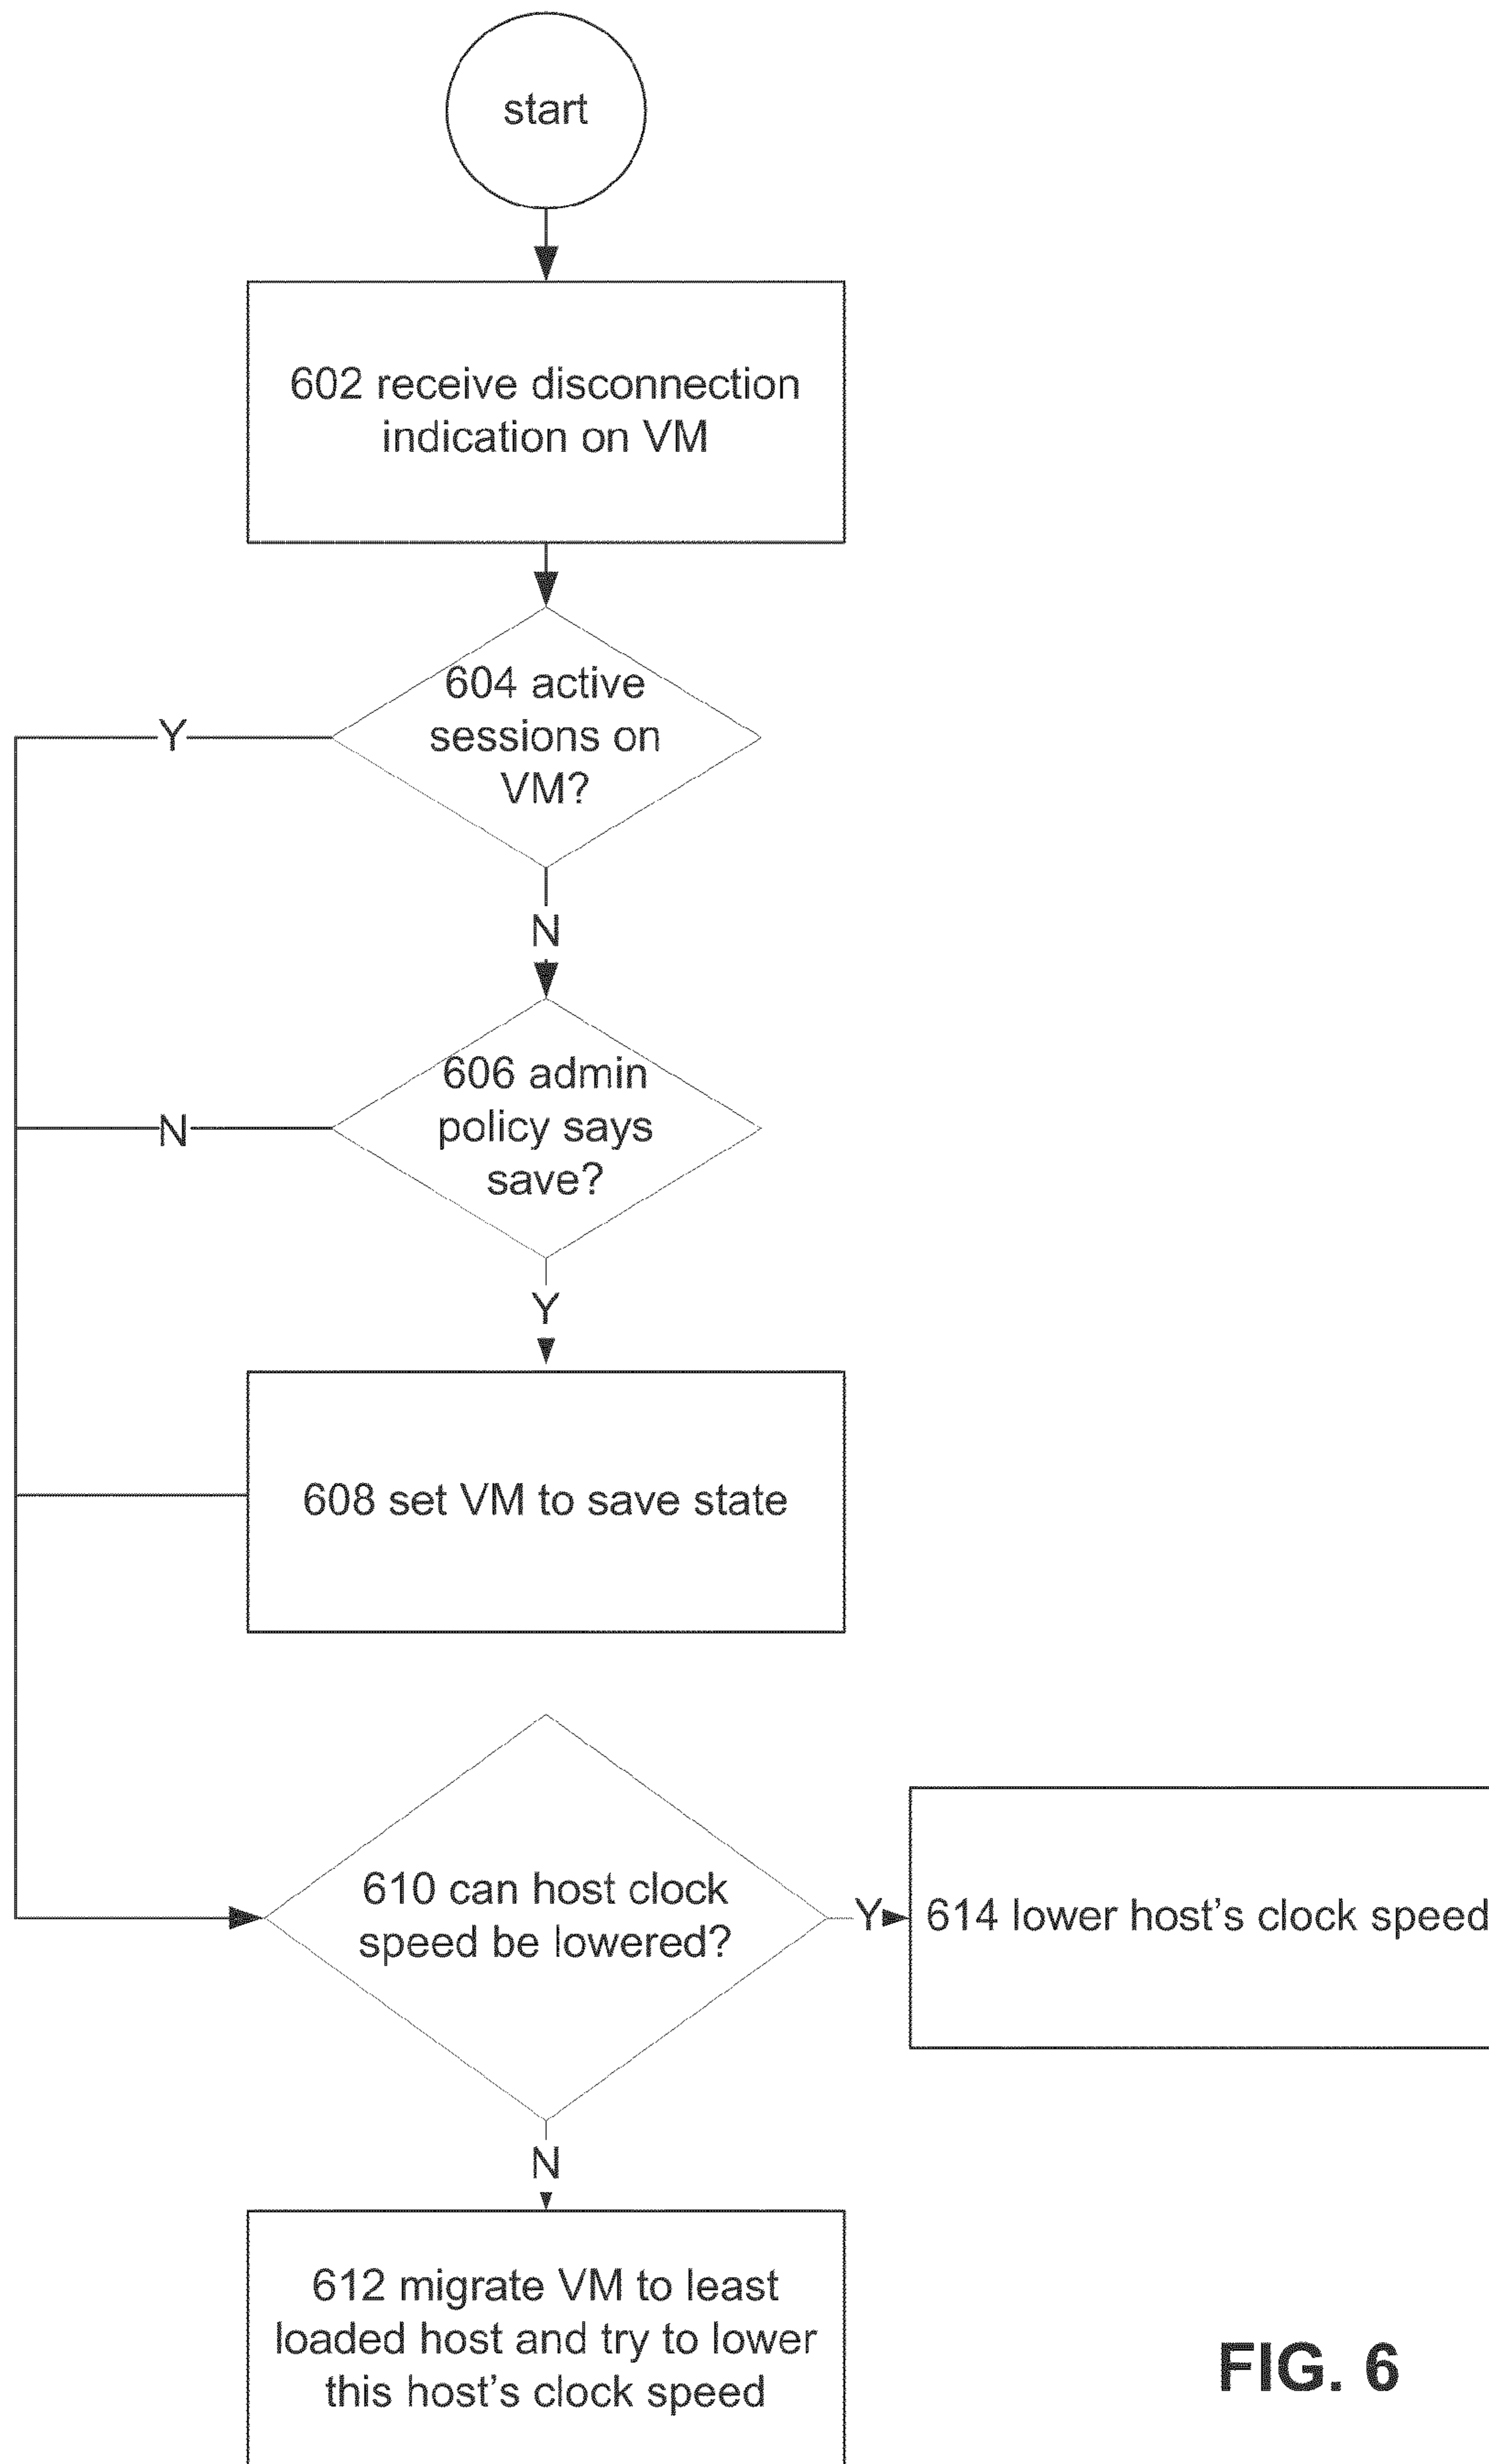 start
602 receive disconnection
indication on VM
604 active
sessions on
VM?
Y
N
606 admin
policy says
save?
N
Y
608 set VM to save state
610 can host clock
speed be lowered?
Y
614 lower host's clock speed
N
612 migrate VM to least
loaded host and try to lower
this host's clock speed
FIG. 6